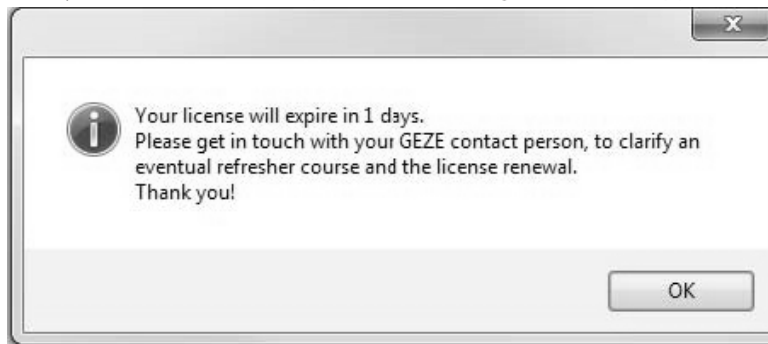 Your license will expire in 1 days.
Please get in touch with your GEZE contact person, to clarify an
eventual refresher course and the license renewal.
Thank you!
OK